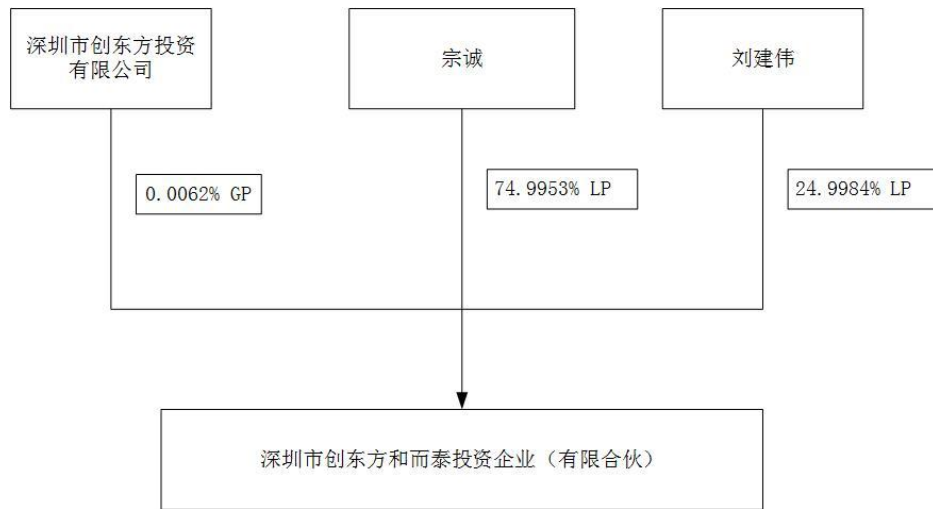 深圳市创东方投资
有限公司
宗诚
刘建伟
0.0062% GP
74.9953% LP
24.9984% LP
深圳市创东方和而泰投资企业（有限合伙）